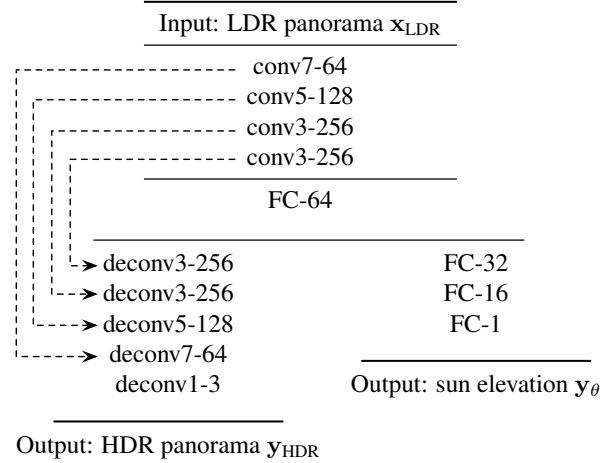 Input: LDR panorama x_LDR
conv7-64
conv5-128
conv3-256
conv3-256
FC-64
deconv3-256
deconv3-256
deconv5-128
deconv7-64
deconv1-3
Output: HDR panorama y_HDR
FC-32
FC-16
FC-1
Output: sun elevation y_θ